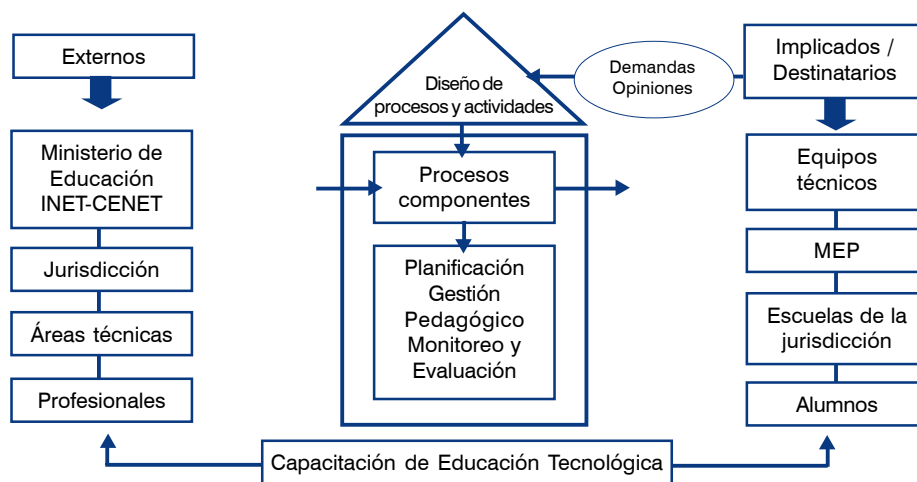 Externos
Ministerio de
Educación
INET-CENET
Jurisdicción
Áreas técnicas
Profesionales
Diseño de
procesos y actividades
Procesos
componentes
Planificación
Gestión
Pedagógico
Monitoreo y
Evaluación
Demandas
Opiniones
Implicados /
Destinatarios
Equipos
técnicos
MEP
Escuelas de la
jurisdicción
Alumnos
Capacitación de Educación Tecnológica